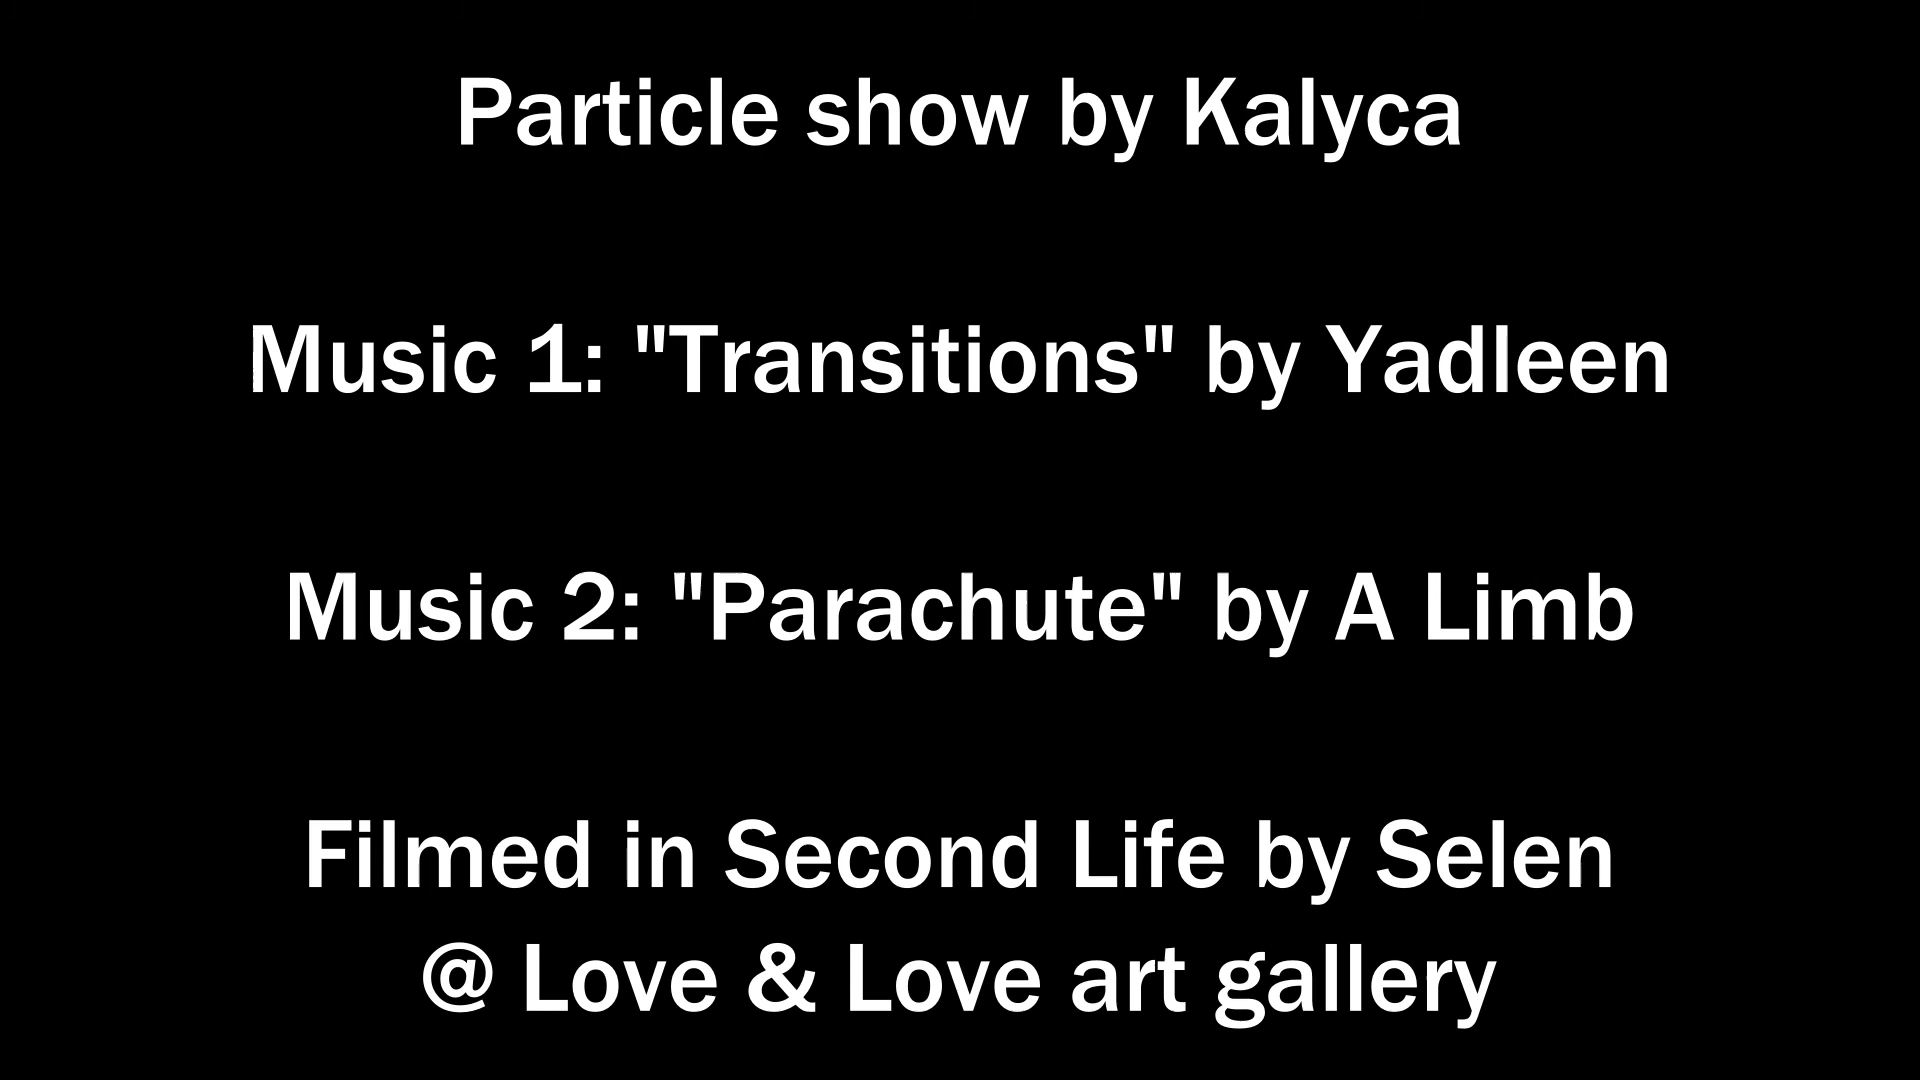 Particle show by Kalyca
Music 1: "Transitions" by Yadleen
Music 2: "Parachute" by A Limb
Filmed in Second Life by Selen
@ Love & Love art gallery